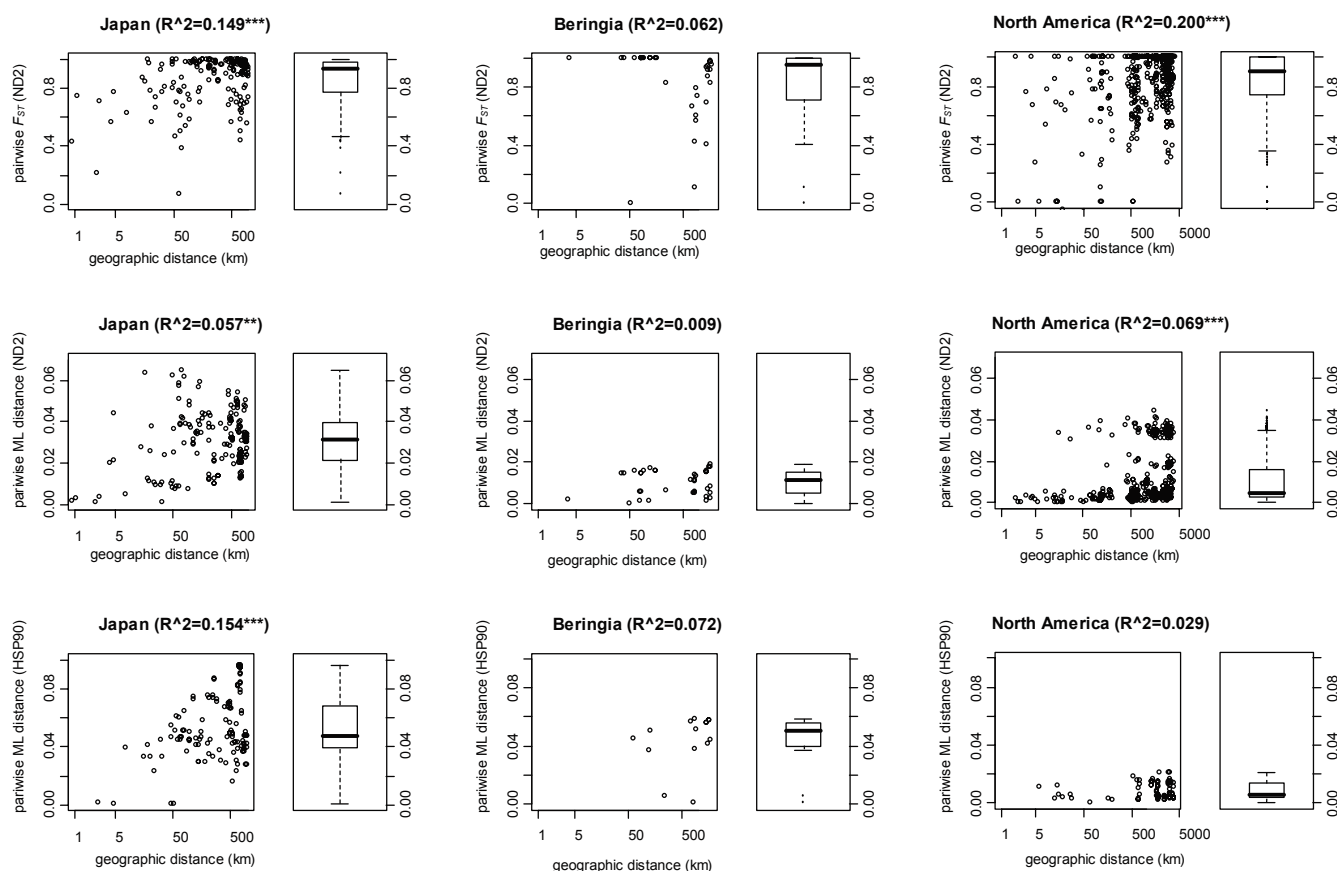 Japan (R^2=0.149***)
pairwise FST (ND2)
0.0 0.4 0.8
1 5 50 500
geographic distance (km)
0.0 0.4 0.8
Beringia (R^2=0.062)
pairwise FST (ND2)
0.0 0.4 0.8
1 5 50 500
geographic distance (km)
0.0 0.4 0.8
North America (R^2=0.200***)
pairwise FST (ND2)
0.0 0.4 0.8
1 5 50 500 5000
geographic distance (km)
0.0 0.4 0.8
Japan (R^2=0.057**)
pariwise ML distance (ND2)
0.00 0.02 0.04 0.06
1 5 50 500
geographic distance (km)
0.00 0.02 0.04 0.06
Beringia (R^2=0.009)
pariwise ML distance (ND2)
0.00 0.02 0.04 0.06
1 5 50 500
geographic distance (km)
0.00 0.02 0.04 0.06
North America (R^2=0.069***)
pariwise ML distance (ND2)
0.00 0.02 0.04 0.06
1 5 50 500 5000
geographic distance (km)
0.00 0.02 0.04 0.06
Japan (R^2=0.154***)
pariwise ML distance (HSP90)
0.00 0.04 0.08
1 5 50 500
geographic distance (km)
0.00 0.04 0.08
Beringia (R^2=0.072)
pariwise ML distance (HSP90)
0.00 0.04 0.08
1 5 50 500
geographic distance (km)
0.00 0.04 0.08
North America (R^2=0.029)
pariwise ML distance (HSP90)
0.00 0.04 0.08
1 5 50 500 5000
geographic distance (km)
0.00 0.04 0.08